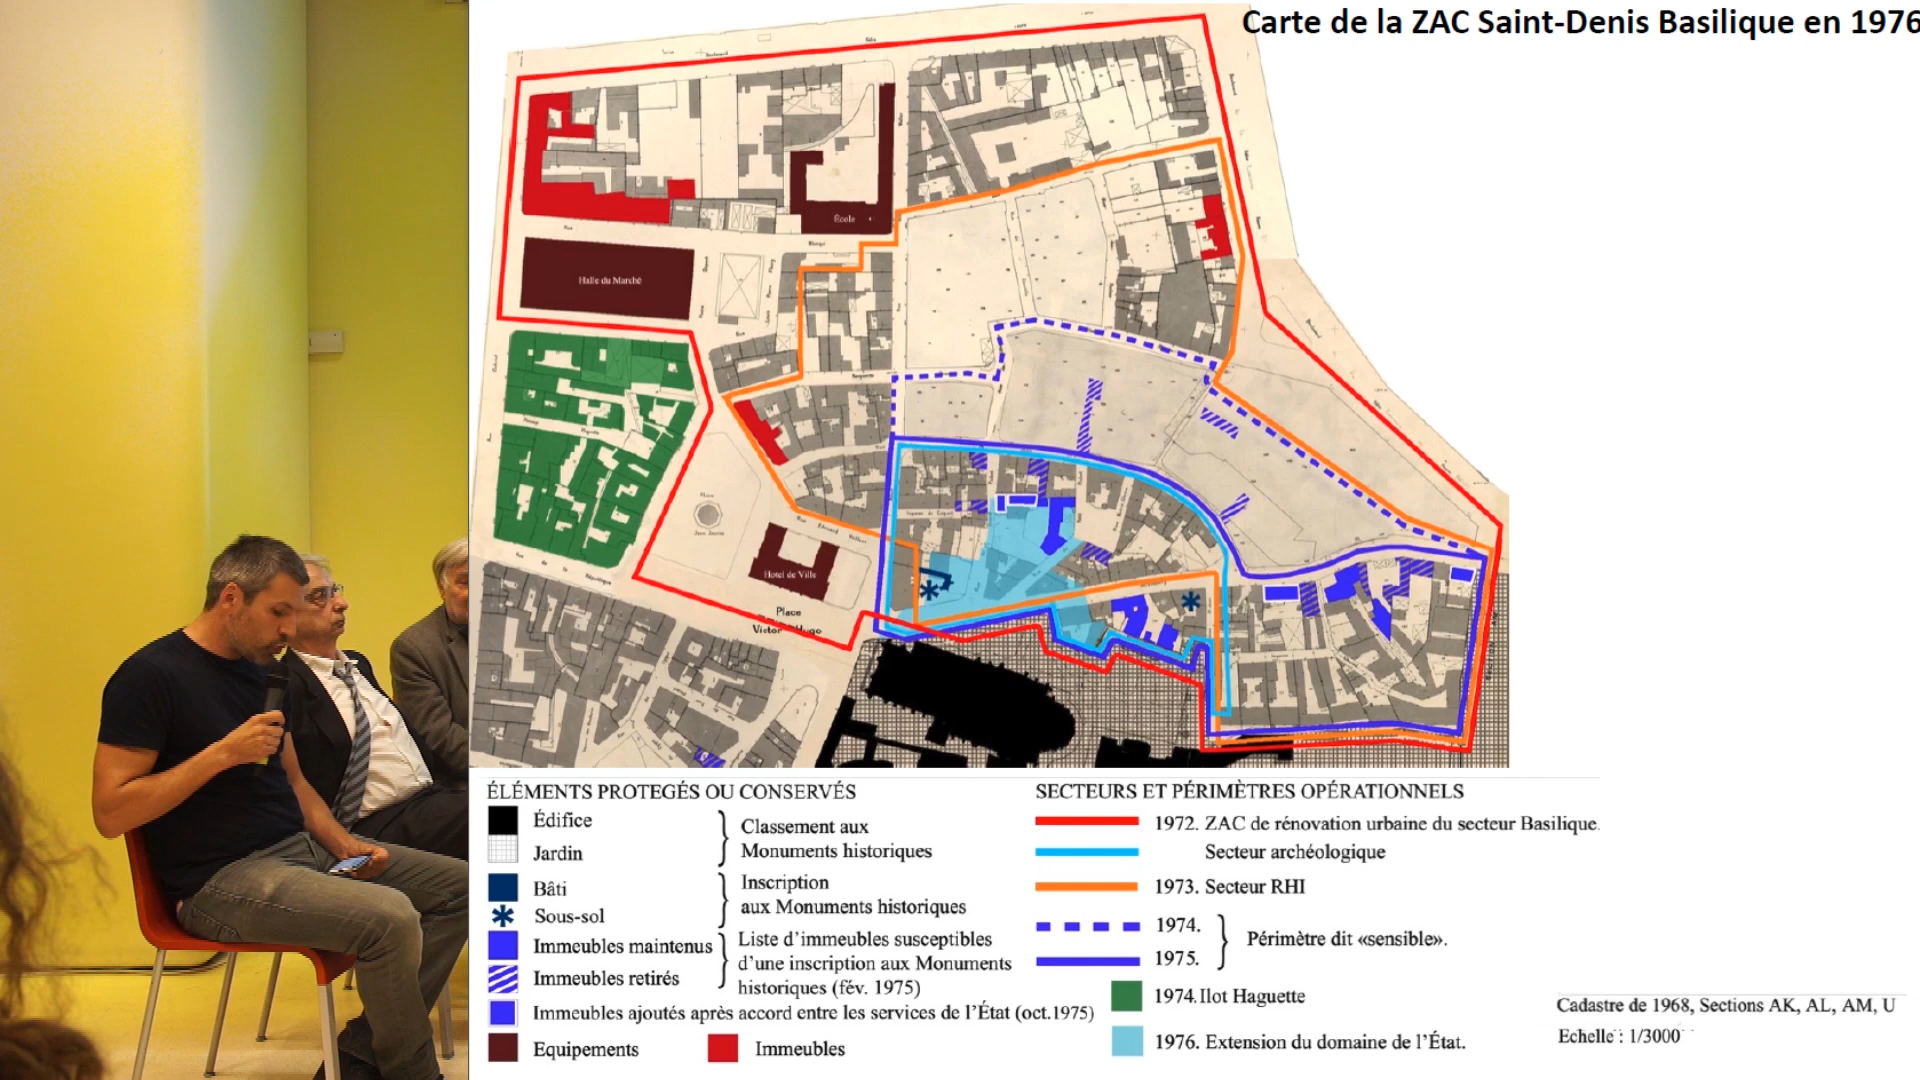 Carte de la ZAC Saint-Denis Basilique en 1976
École
Halle du Marché
Hotel de Ville
Place
Victor Hugo
ÉLÉMENTS PROTEGÉS OU CONSERVÉS
Édifice
Jardin
Classement aux
Monuments historiques
Bâti
Sous-sol
Inscription
aux Monuments historiques
Immeubles maintenus
Immeubles retirés
Liste d'immeubles susceptibles
d'une inscription aux Monuments
historiques (fév. 1975)
Immeubles ajoutés après accord entre les services de l'État (oct.1975)
Equipements
Immeubles
SECTEURS ET PÉRIMÈTRES OPÉRATIONNELS
1972. ZAC de rénovation urbaine du secteur Basilique.
Secteur archéologique
1973. Secteur RHI
1974.
1975.
Périmètre dit «sensible».
1974. Ilot Haguette
1976. Extension du domaine de l'État.
Cadastre de 1968, Sections AK, AL, AM, U
Echelle : 1/3000